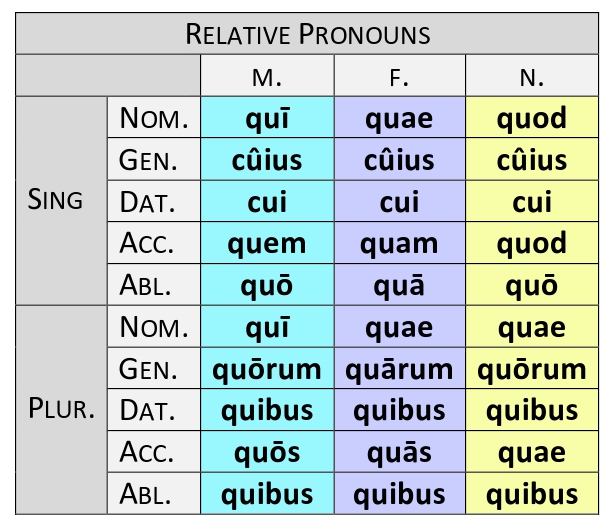 RELATIVE PRONOUNS
M. F. N.
SING
NOM. quī quae quod
GEN. cûius cûius cûius
DAT. cui cui cui
ACC. quem quam quod
ABL. quō quā quō
PLUR.
NOM. quī quae quae
GEN. quōrum quārum quōrum
DAT. quibus quibus quibus
ACC. quōs quās quae
ABL. quibus quibus quibus